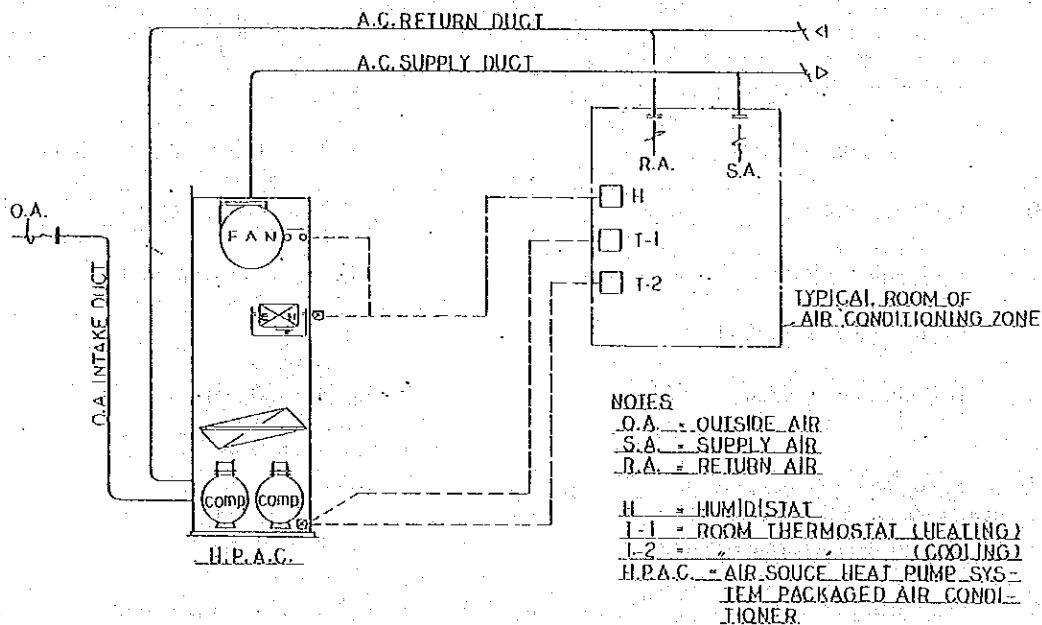 A.C. RETURN DUCT
A.C. SUPPLY DUCT
R.A.
S.A.
O.A.
FAN
H
T-1
T-2
O.A. INTAKE DUCT
TYPICAL ROOM OF
AIR CONDITIONING ZONE
COMP
COMP
H.P.A.C.
NOTES
O.A. = OUTSIDE AIR
S.A. = SUPPLY AIR
R.A. = RETURN AIR
H = HUMIDISTAT
T-1 = ROOM THERMOSTAT (HEATING)
T-2 = " " (COOLING)
H.P.A.C. = AIR SOUCE HEAT PUMP SYS-
TEM PACKAGED AIR CONDI-
TIONER